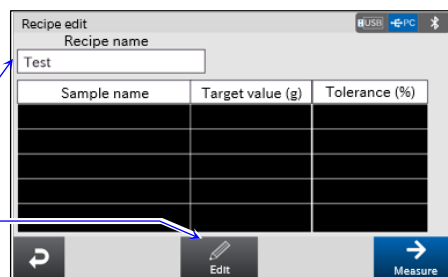 Recipe edit
USB PC
Recipe name
Test
Sample name Target value (g) Tolerance (%)
Edit
Measure